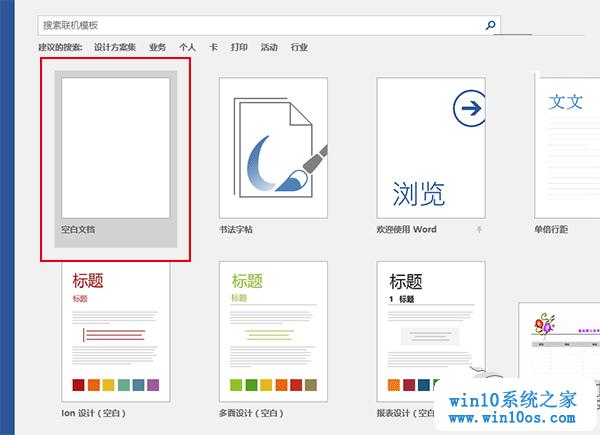 搜索联机模板
建议的搜索: 设计方案集 业务 个人 卡 打印 活动 行业
浏览
文文
空白文档 书法字帖 欢迎使用 Word 单倍行距
标题 标题 标题
标题 标题 1 标题
Ion 设计 ( 空白 ) 多面设计 ( 空白 ) 报表设计 ( 空白
win10系统之家
www.win10os.com